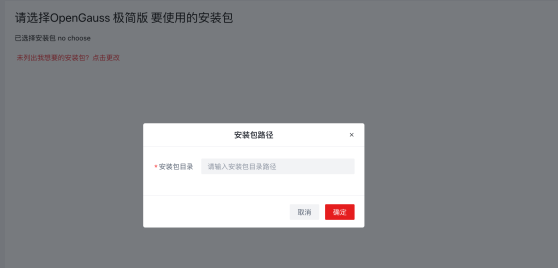 请选择OpenGauss 极简版 要使用的安装包
已选择安装包 no choose
未列出我想要的安装包？点击更改
安装包路径 ×
* 安装包目录 请输入安装包目录路径
取消 确定